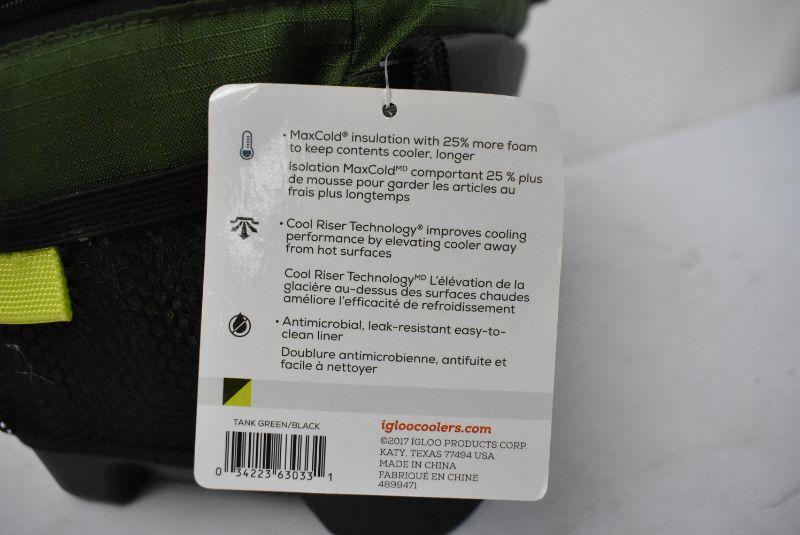 • MaxCold® insulation with 25% more foam
to keep contents cooler, longer
Isolation MaxColdᴹᴰ comportant 25 % plus
de mousse pour garder les articles au
frais plus longtemps
• Cool Riser Technology® improves cooling
performance by elevating cooler away
from hot surfaces
Cool Riser Technologyᴹᴰ L'élévation de la
glacière au-dessus des surfaces chaudes
améliore l'efficacité de refroidissement
• Antimicrobial, leak-resistant easy-to-
clean liner
Doublure antimicrobienne, antifuite et
facile à nettoyer
TANK GREEN/BLACK
0 34223 63033 1
igloocoolers.com
©2017 IGLOO PRODUCTS CORP.
KATY, TEXAS 77494 USA
MADE IN CHINA
FABRIQUÉ EN CHINE
4899471